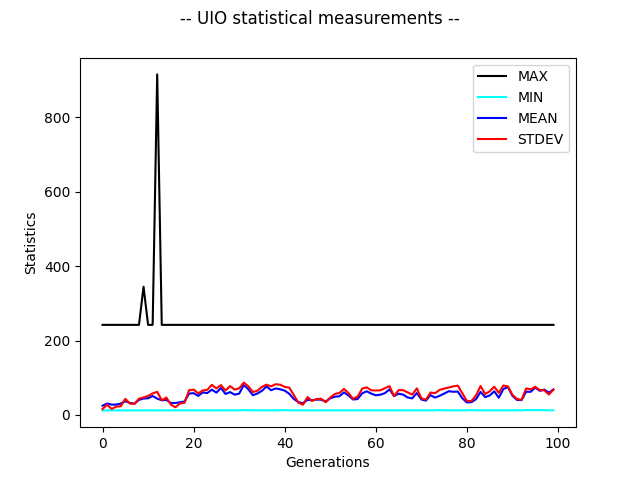 -- UIO statistical measurements --
MAX
MIN
MEAN
STDEV
800
600
400
200
0
Statistics
0 20 40 60 80 100
Generations